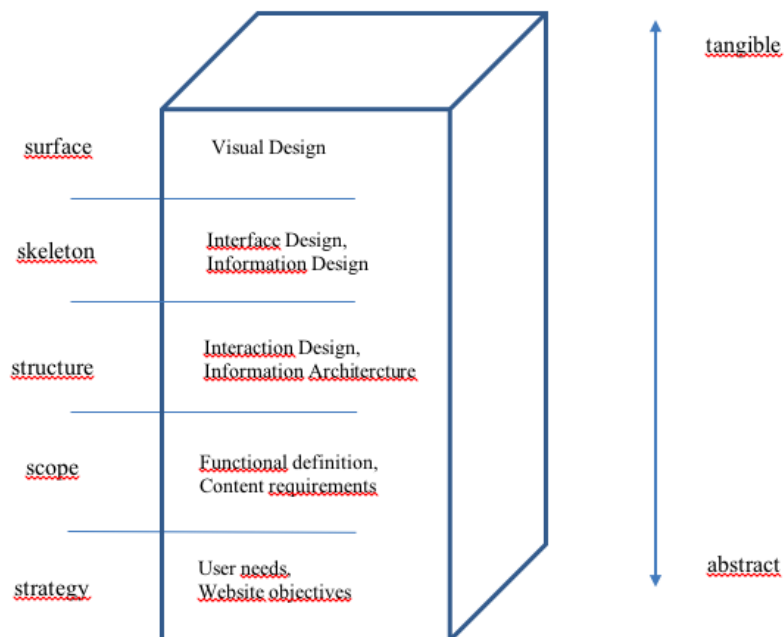 tangible
surface
Visual Design
skeleton
Interface Design,
Information Design
structure
Interaction Design,
Information Architercture
scope
Functional definition,
Content requirements
strategy
User needs,
Website objectives
abstract